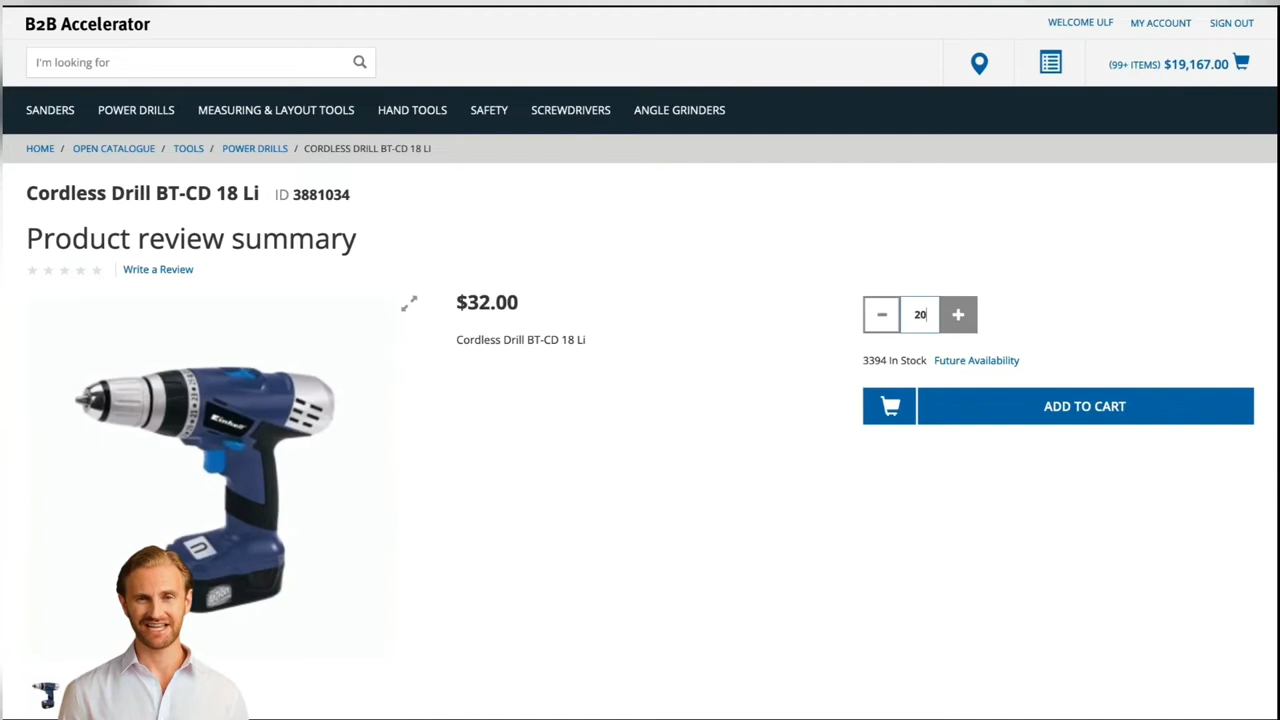 B2B Accelerator
WELCOME ULF MY ACCOUNT SIGN OUT
I'm looking for
(99+ ITEMS) $19,167.00
SANDERS POWER DRILLS MEASURING & LAYOUT TOOLS HAND TOOLS SAFETY SCREWDRIVERS ANGLE GRINDERS
HOME / OPEN CATALOGUE / TOOLS / POWER DRILLS / CORDLESS DRILL BT-CD 18 LI
Cordless Drill BT-CD 18 Li ID 3881034
Product review summary
Write a Review
$32.00
20
Cordless Drill BT-CD 18 Li
3394 In Stock Future Availability
ADD TO CART
Einhell